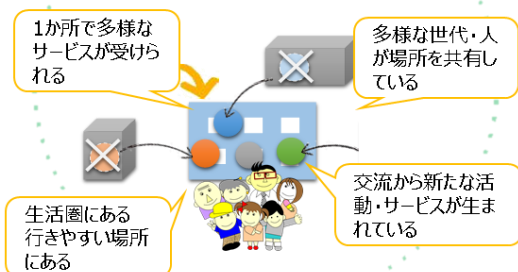 1か所で多様な
サービスが受けら
れる
多様な世代・人
が場所を共有し
ている
生活圏にある
行きやすい場所
にある
交流から新たな活
動・サービスが生ま
れている